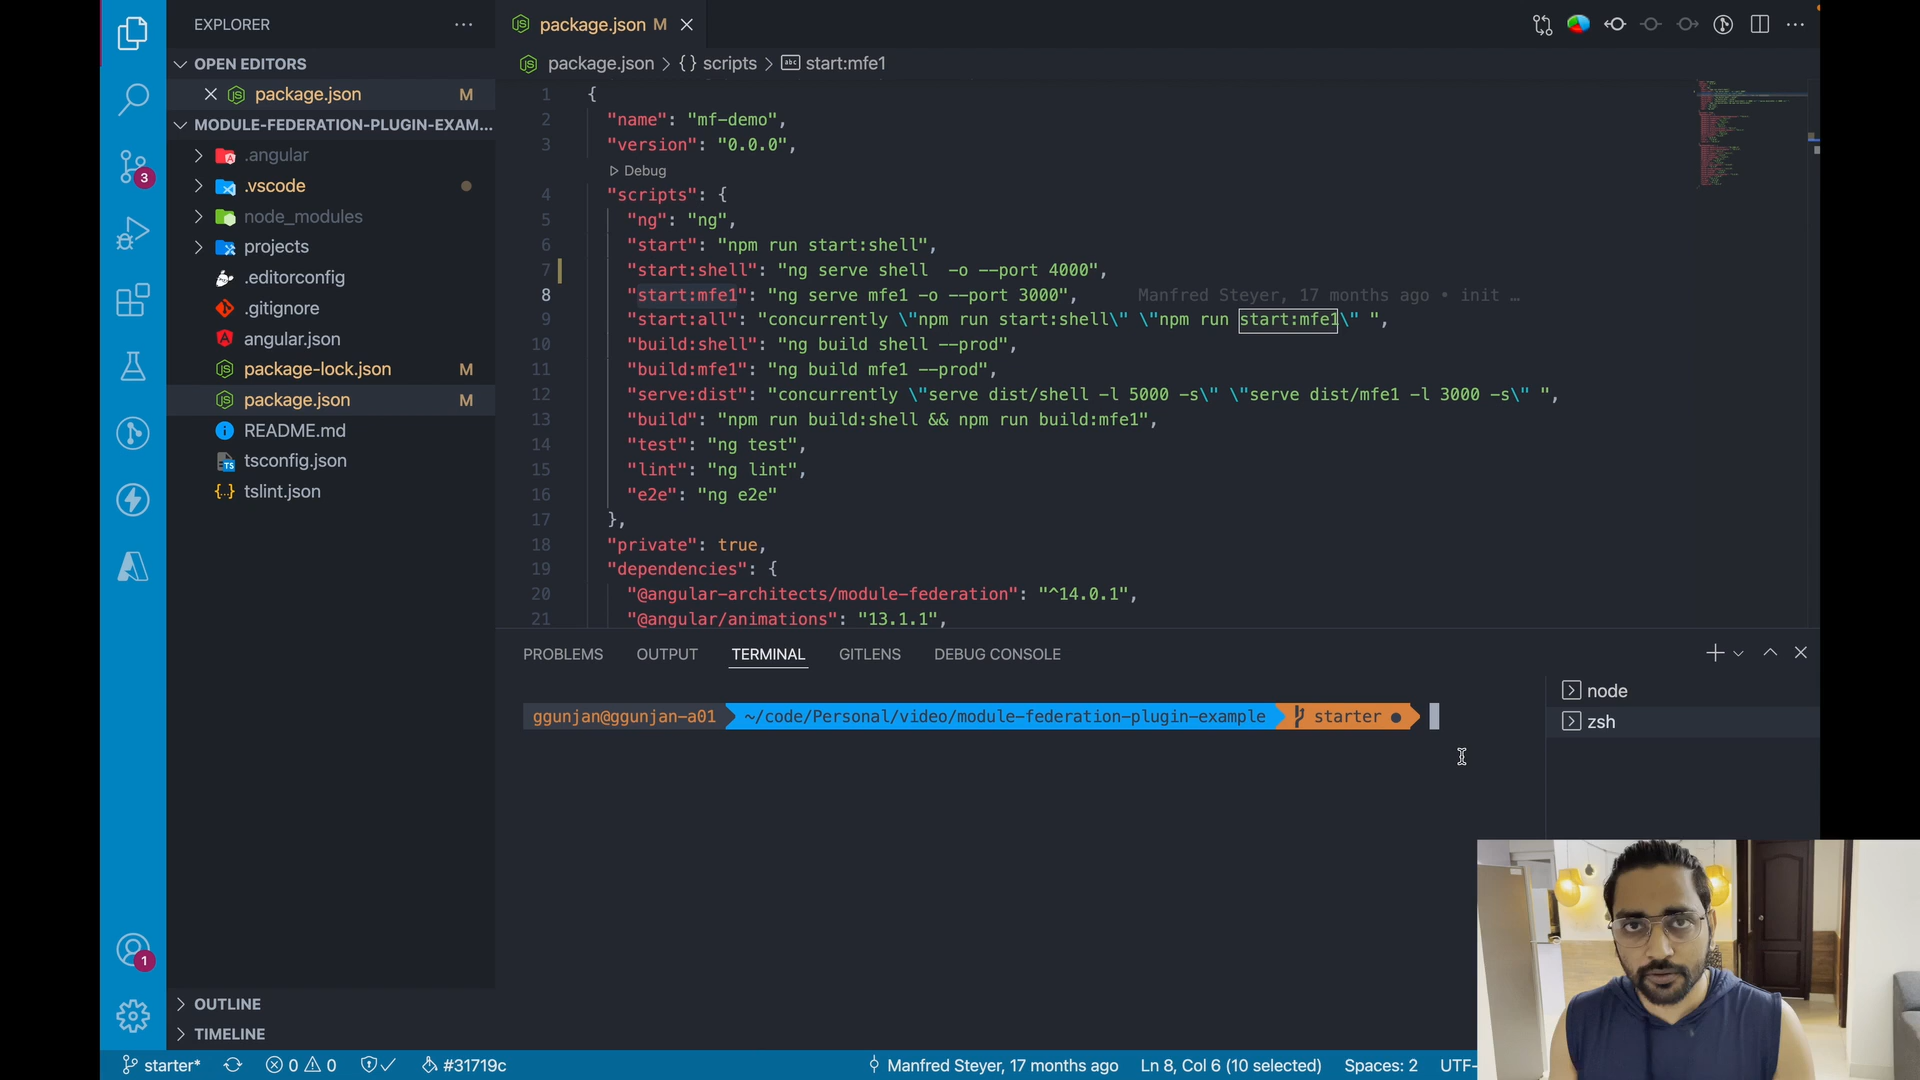 EXPLORER
OPEN EDITORS
package.json M
MODULE-FEDERATION-PLUGIN-EXAM...
.angular
.vscode
node_modules
projects
.editorconfig
.gitignore
angular.json
package-lock.json M
package.json M
README.md
tsconfig.json
tslint.json
OUTLINE
TIMELINE
3
1
package.json M
package.json > {} scripts > start:mfe1
1 {
2 "name": "mf-demo",
3 "version": "0.0.0",
Debug
4 "scripts": {
5 "ng": "ng",
6 "start": "npm run start:shell",
7 "start:shell": "ng serve shell  -o --port 4000",
8 "start:mfe1": "ng serve mfe1 -o --port 3000", Manfred Steyer, 17 months ago • init …
9 "start:all": "concurrently \"npm run start:shell\" \"npm run start:mfe1\" ",
10 "build:shell": "ng build shell --prod",
11 "build:mfe1": "ng build mfe1 --prod",
12 "serve:dist": "concurrently \"serve dist/shell -l 5000 -s\" \"serve dist/mfe1 -l 3000 -s\" ",
13 "build": "npm run build:shell && npm run build:mfe1",
14 "test": "ng test",
15 "lint": "ng lint",
16 "e2e": "ng e2e"
17 },
18 "private": true,
19 "dependencies": {
20 "@angular-architects/module-federation": "^14.0.1",
21 "@angular/animations": "13.1.1",
PROBLEMS OUTPUT TERMINAL GITLENS DEBUG CONSOLE
ggunjan@ggunjan-a01 ~/code/Personal/video/module-federation-plugin-example starter ●
node
zsh
starter* 0 0 #31719c Manfred Steyer, 17 months ago Ln 8, Col 6 (10 selected) Spaces: 2 UTF-